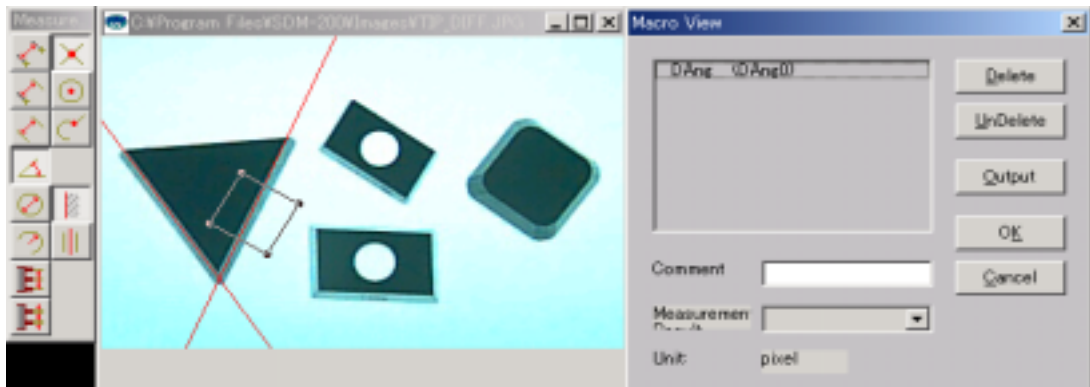 Measure
C:¥Program Files¥SDM-200¥Images¥TIP_DIFF.JPG
Macro View
DAng (DAng0)
Delete
UnDelete
Output
OK
Cancel
Comment
Measuremen
Unit:
pixel